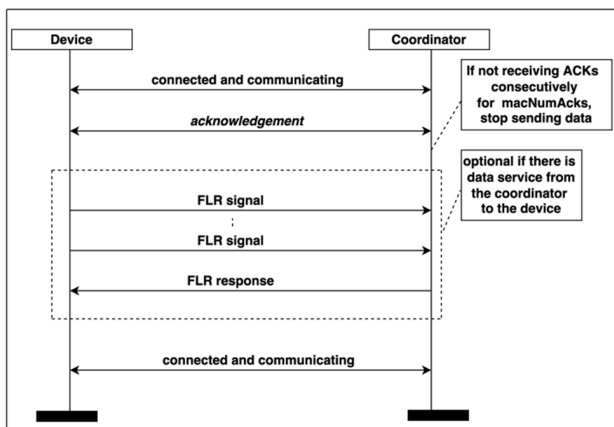 Device
Coordinator
connected and communicating
If not receiving ACKs
consecutively
for macNumAcks,
stop sending data
acknowledgement
optional if there is
data service from
the coordinator
to the device
FLR signal
FLR signal
FLR response
connected and communicating